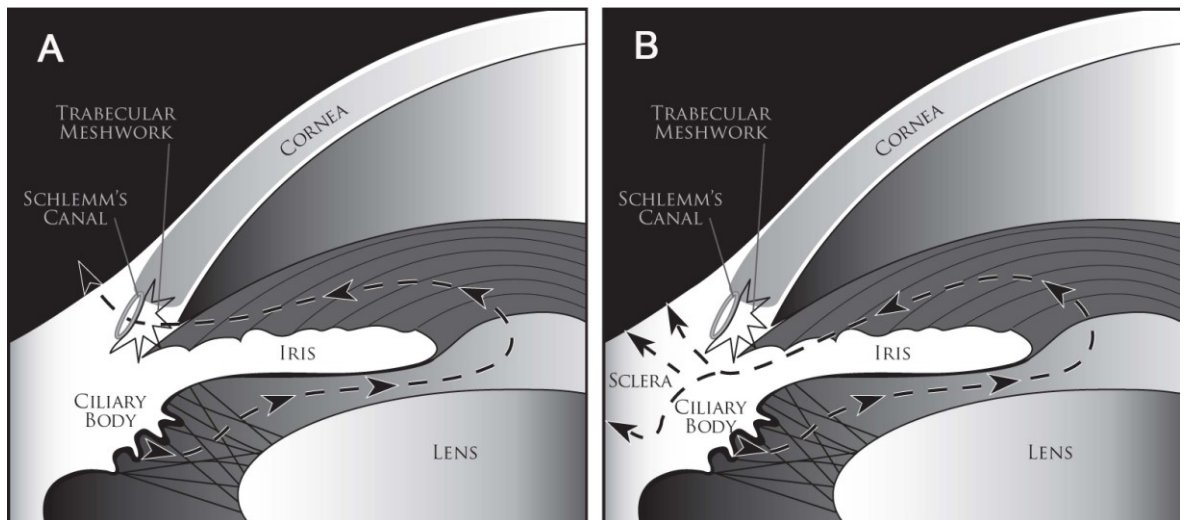 A
TRABECULAR
MESHWORK
CORNEA
SCHLEMM'S
CANAL
IRIS
CILIARY
BODY
LENS
B
TRABECULAR
MESHWORK
CORNEA
SCHLEMM'S
CANAL
IRIS
SCLERA
CILIARY
BODY
LENS